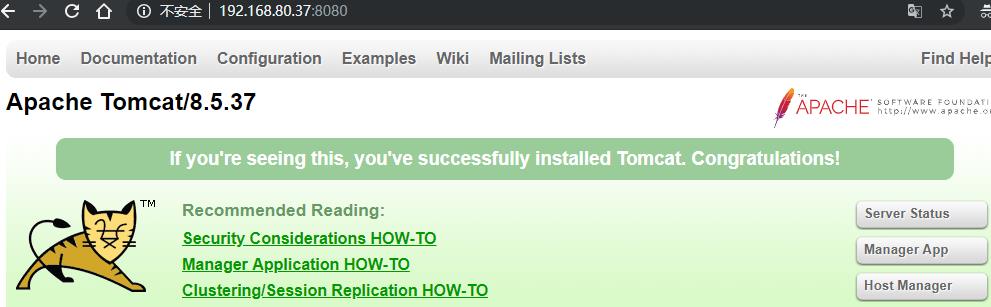 不安全 192.168.80.37:8080
Home Documentation Configuration Examples Wiki Mailing Lists Find Help
Apache Tomcat/8.5.37
THE
APACHE SOFTWARE FOUNDATI
http://www.apache.o
If you're seeing this, you've successfully installed Tomcat. Congratulations!
TM
Recommended Reading:
Security Considerations HOW-TO
Manager Application HOW-TO
Clustering/Session Replication HOW-TO
Server Status
Manager App
Host Manager